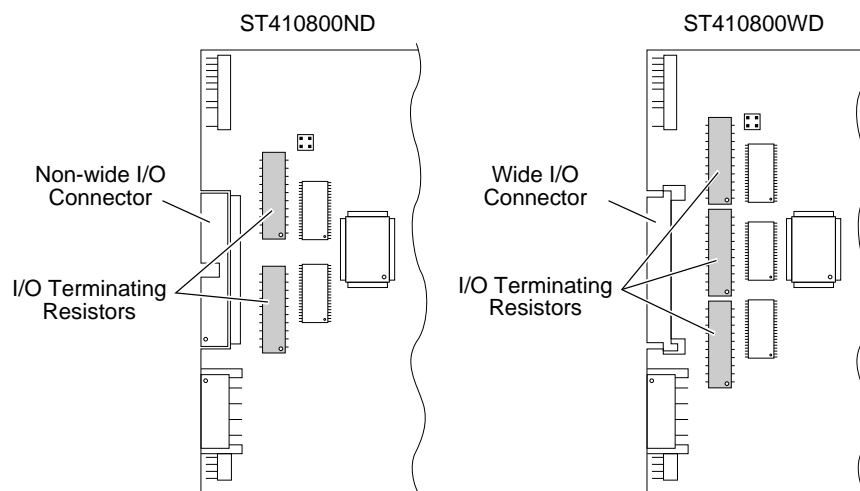 ST410800ND
Non-wide I/O
Connector
I/O Terminating
Resistors
ST410800WD
Wide I/O
Connector
I/O Terminating
Resistors